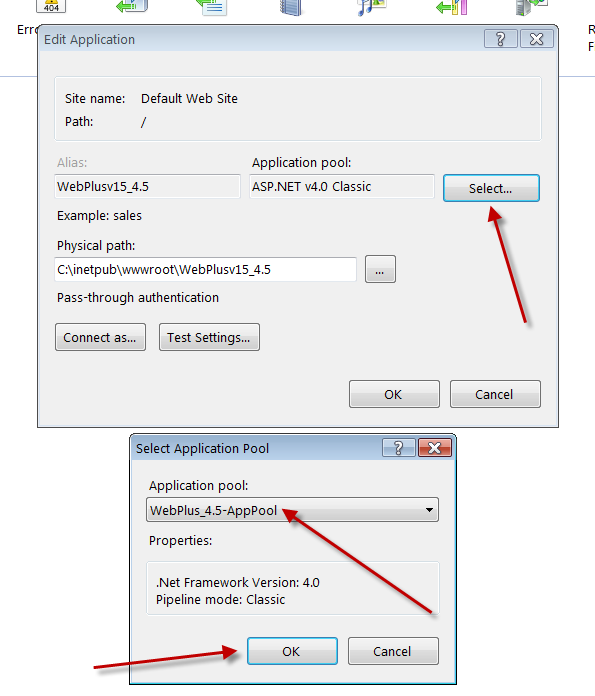 404
Erro
R
F
Edit Application
Site name: Default Web Site
Path: /
Alias:
Application pool:
WebPlusv15_4.5
ASP.NET v4.0 Classic
Select...
Example: sales
Physical path:
C:\inetpub\wwwroot\WebPlusv15_4.5
...
Pass-through authentication
Connect as...
Test Settings...
OK
Cancel
Select Application Pool
Application pool:
WebPlus_4.5-AppPool
Properties:
.Net Framework Version: 4.0
Pipeline mode: Classic
OK
Cancel